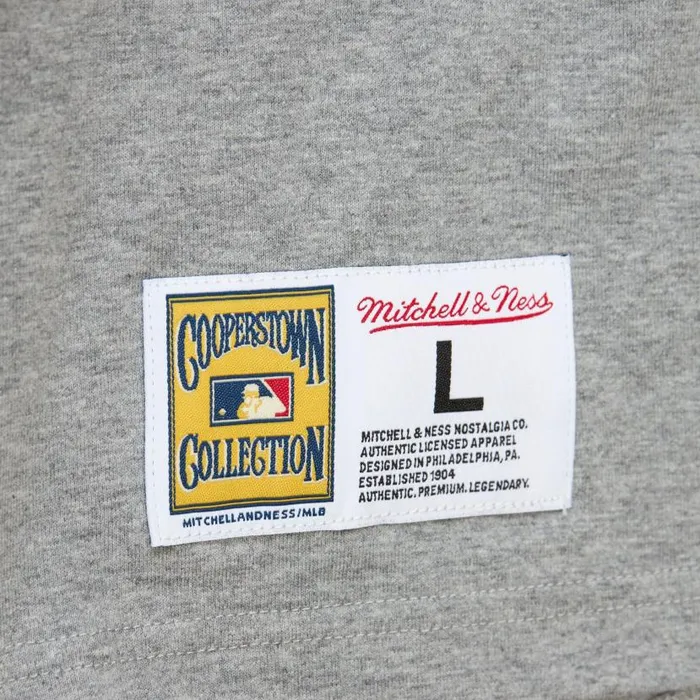 COOPERSTOWN
COLLECTION
MITCHELLANDNESS/MLB
Mitchell & Ness
L
MITCHELL & NESS NOSTALGIA CO.
AUTHENTIC LICENSED APPAREL
DESIGNED IN PHILADELPHIA, PA.
ESTABLISHED 1904
AUTHENTIC. PREMIUM. LEGENDARY.